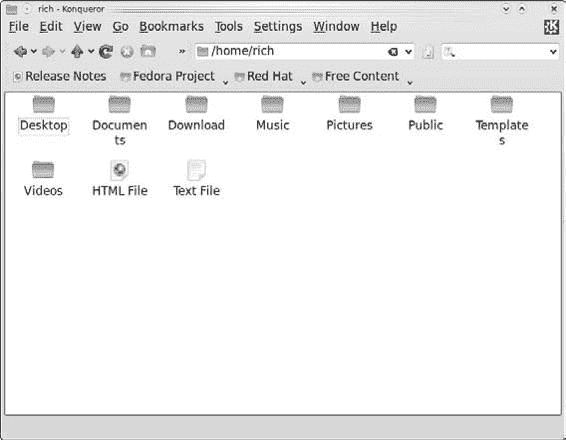 rich - Konqueror
File Edit View Go Bookmarks Tools Settings Window Help
» /home/rich
Release Notes Fedora Project Red Hat Free Content
Desktop Documen Download Music Pictures Public Template
ts s
Videos HTML File Text File